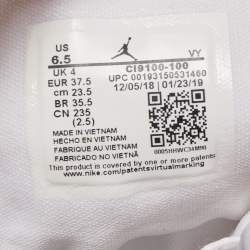 US
6.5
VY
UK 4
CI9100-100
EUR 37.5
UPC 00193150531460
cm 23.5
12/05/18 01/23/19
BR 35.5
CN 235
(2.5)
MADE IN VIETNAM
HECHO EN VIETNAM
FABRIQUÉ AU VIETNAM
FABRICADO NO VIETNÃ
This product is covered by one or more patents.
www.nike.com/patentsvirtualmarking